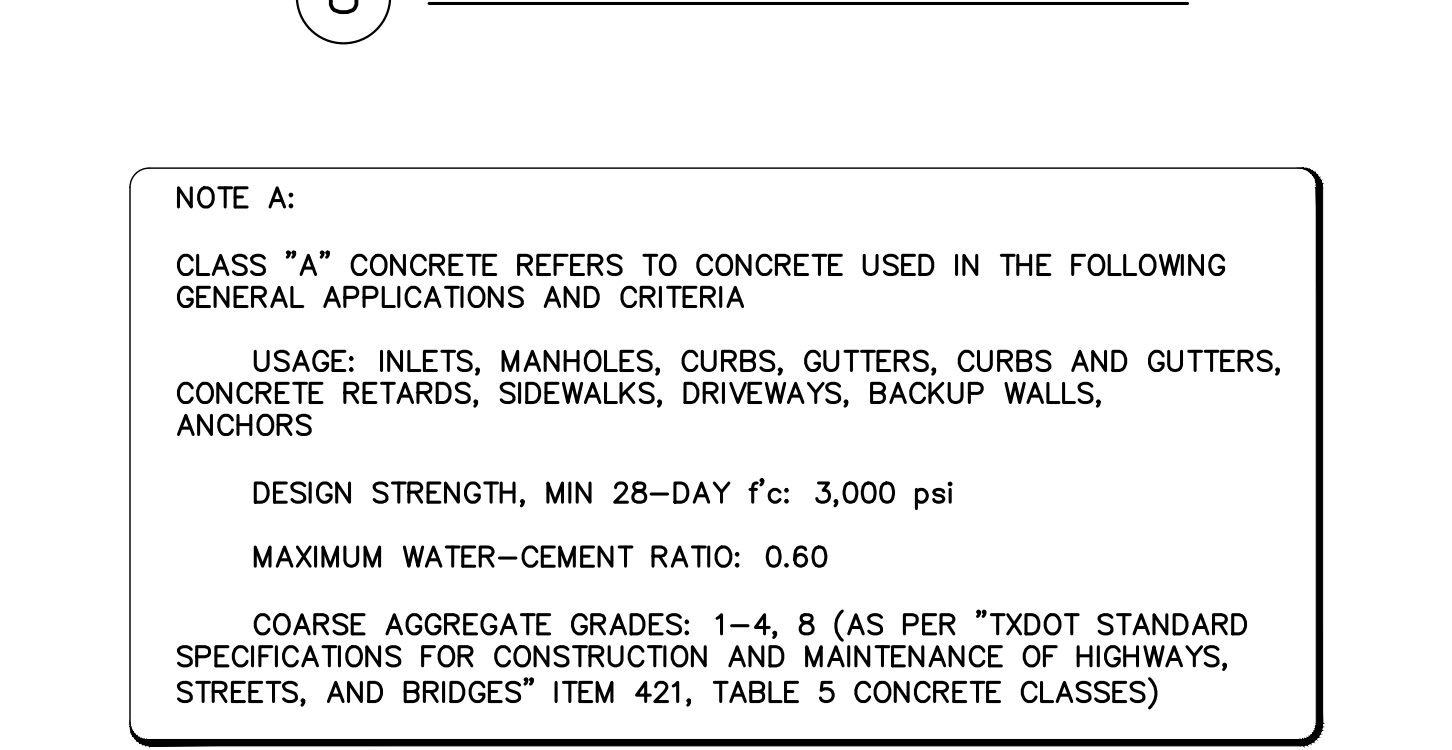 NOTE A:
CLASS "A" CONCRETE REFERS TO CONCRETE USED IN THE FOLLOWING
GENERAL APPLICATIONS AND CRITERIA
USAGE: INLETS, MANHOLES, CURBS, GUTTERS, CURBS AND GUTTERS,
CONCRETE RETARDS, SIDEWALKS, DRIVEWAYS, BACKUP WALLS,
ANCHORS
DESIGN STRENGTH, MIN 28-DAY f'c: 3,000 psi
MAXIMUM WATER-CEMENT RATIO: 0.60
COARSE AGGREGATE GRADES: 1-4, 8 (AS PER "TXDOT STANDARD
SPECIFICATIONS FOR CONSTRUCTION AND MAINTENANCE OF HIGHWAYS,
STREETS, AND BRIDGES" ITEM 421, TABLE 5 CONCRETE CLASSES)